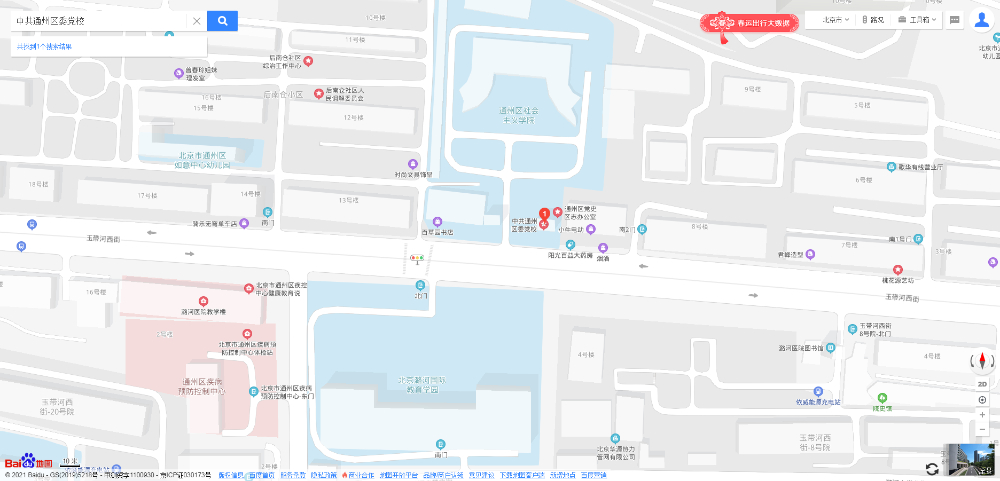 中共通州区委党校
共找到1个搜索结果
春
春运出行大数据
北京市
路况
工具箱
10号楼
11号楼
后南仓社区
综治工作中心
曾春玲姐妹
理发室
后南仓社区人
民调解委员会
后南仓小区
16号楼
15号楼
12号楼
通州区社会
主义学院
9号楼
5号楼
北京市通州区
如意中心幼儿园
时尚文具饰品
歌华有线营业厅
6号楼
18号楼
17号楼
14号楼
13号楼
南门
骑乐无穹单车店
百草园书店
1
通州区党史
区志办公室
中共通州
区委党校
小牛电动
南2门
8号楼
阳光百益大药房
烟酒
南1号门
7号楼
3号楼
君峰造型
桃花源艺坊
玉带河西街
玉带河西街
北门
16号楼
北京市通州区疾控
中心健康教育说
潞河医院教学楼
2号楼
北京市通州区疾病预
防控制中心体检站
通州区疾病
预防控制中心
北京市通州区疾病
预防控制中心-东门
北京潞河国际
教育学园
4号楼
玉带河西街
8号院-北门
潞河医院图书馆
4号楼
依威能源充电站
院史馆
2D
玉带河西
街-20号院
玉带河西
街-8号院
北京华源热力
管网有限公司
南门
2号楼
全景
Bai du 地图
10 米
© 2021 Baidu - GS(2019)5218号 - 甲测资字1100930 - 京ICP证030173号 版权信息 百度首页 服务条款 隐私政策 商业合作 地图开放平台 品牌/商户认领 意见建议 下载地图客户端 新增地点 百度营销